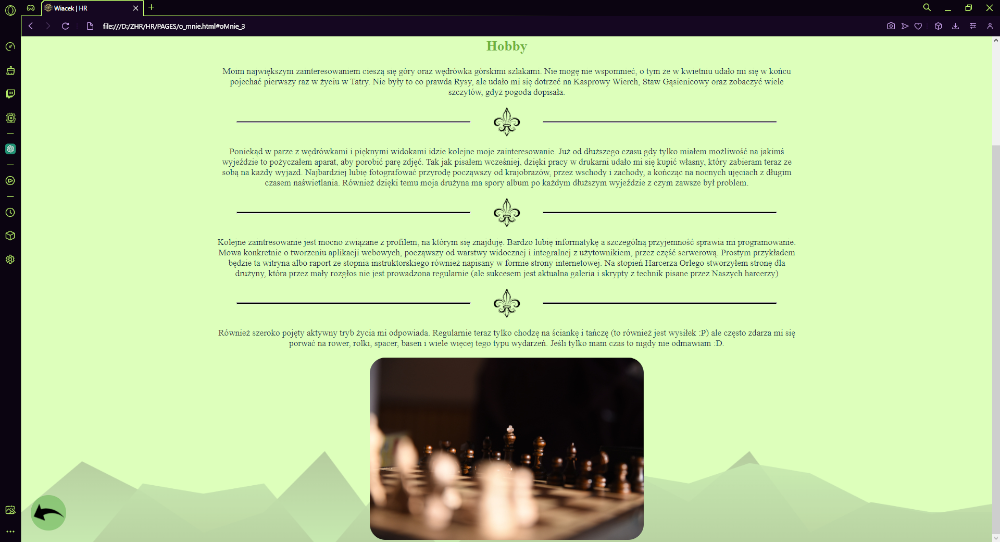 Wiacek | HR
file:///D:/ZHR/HR/PAGES/o_mnie.html#oMnie_3
Hobby
Moim największym zainteresowaniem cieszą się góry oraz wędrówka górskimi szlakami. Nie mogę nie wspomnieć, o tym że w kwietniu udało mi się w końcu
pojechać pierwszy raz w życiu w Tatry. Nie były to co prawda Rysy, ale udało mi się dotrzeć na Kasprowy Wierch, Staw Gąsienicowy oraz zobaczyć wiele
szczytów, gdyż pogoda dopisała.
Poniekąd w parze z wędrówkami i pięknymi widokami idzie kolejne moje zainteresowanie. Już od dłuższego czasu gdy tylko miałem możliwość na jakimś
wyjeździe to pożyczałem aparat, aby porobić parę zdjęć. Tak jak pisałem wcześniej, dzięki pracy w drukarni udało mi się kupić własny, który zabieram teraz ze
sobą na każdy wyjazd. Najbardziej lubię fotografować przyrodę począwszy od krajobrazów, przez wschody i zachody, a kończąc na nocnych ujęciach z długim
czasem naświetlania. Również dzięki temu moja drużyna ma spory album po każdym dłuższym wyjeździe z czym zawsze był problem.
Kolejne zaintresowanie jest mocno związane z profilem, na którym się znajduję. Bardzo lubię informatykę a szczególną przyjemność sprawia mi programowanie.
Mowa konkretnie o tworzeniu aplikacji webowych, począwszy od warstwy widocznej i integralnej z użytownikiem, przez część serwerową. Prostym przykładem
będzie ta witryna albo raport ze stopnia instruktorskiego również napisany w formie strony internetowej. Na stopień Harcerza Orlego stworzyłem stronę dla
drużyny, która przez mały rozgłos nie jest prowadzona regularnie (ale sukcesem jest aktualna galeria i skrypty z technik pisane przez Naszych harcerzy)
Również szeroko pojęty aktywny tryb życia mi odpowiada. Regularnie teraz tylko chodzę na ściankę i tańczę (to również jest wysiłek :P) ale często zdarza mi się
porwać na rower, rolki, spacer, basen i wiele więcej tego typu wydarzeń. Jeśli tylko mam czas to nigdy nie odmawiam :D